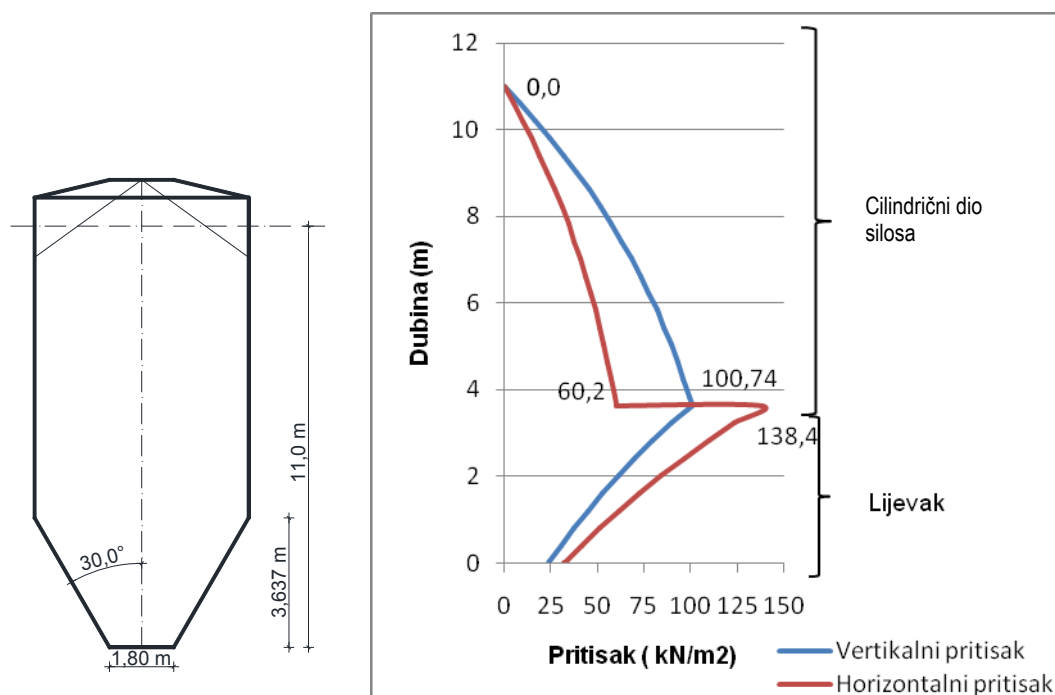 30,0°
1,80 m
3,637 m
11,0 m
12
10
8
6
4
2
0
Dubina (m)
0,0
60,2
100,74
138,4
0 25 50 75 100 125 150
Pritisak ( kN/m2)
Vertikalni pritisak
Horizontalni pritisak
Cilindrični dio
silosa
Lijevak